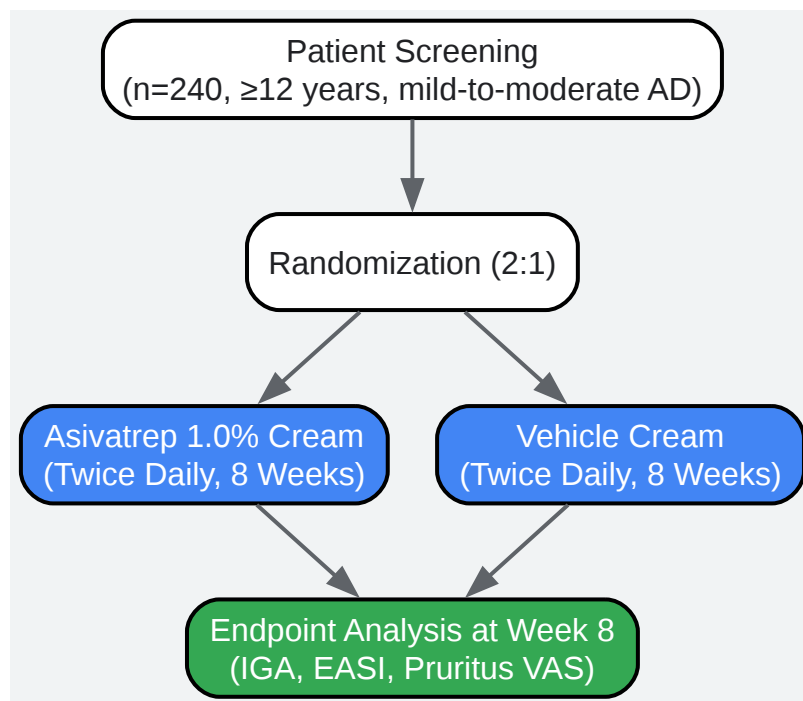 Patient Screening
(n=240, ≥12 years, mild-to-moderate AD)
Randomization (2:1)
Asivatrep 1.0% Cream
(Twice Daily, 8 Weeks)
Vehicle Cream
(Twice Daily, 8 Weeks)
Endpoint Analysis at Week 8
(IGA, EASI, Pruritus VAS)